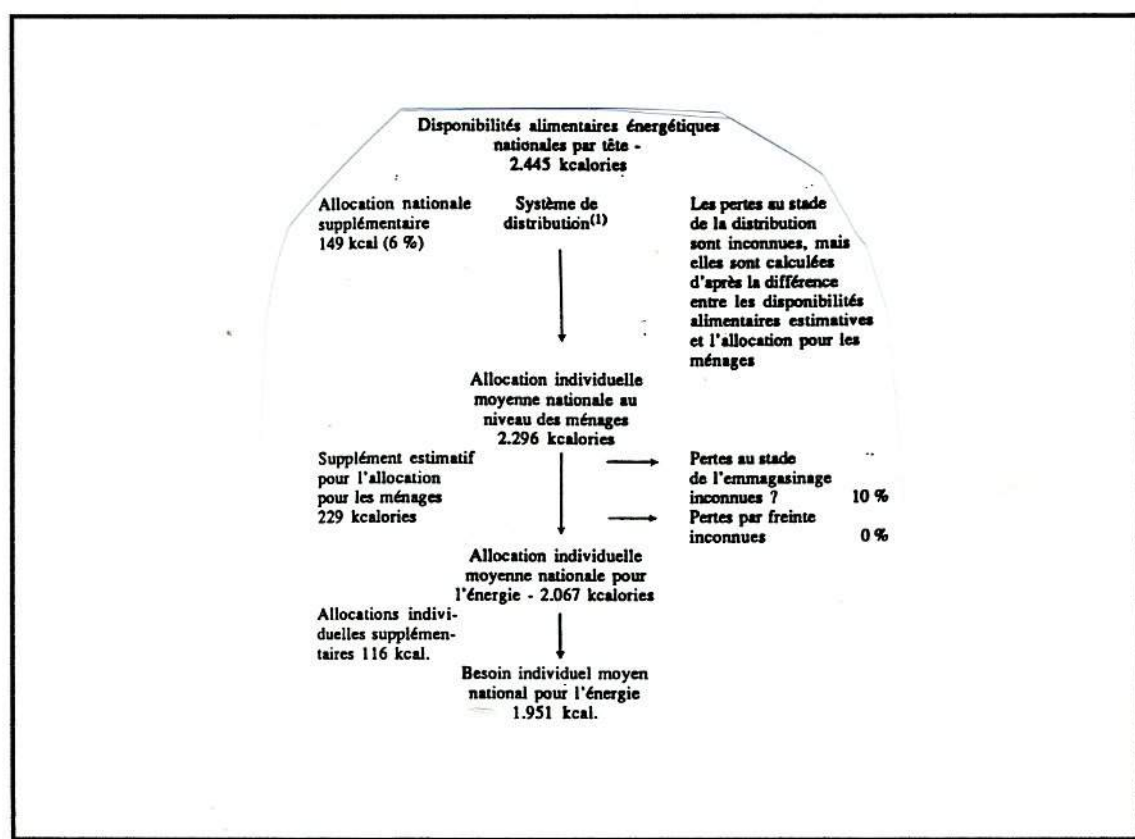 Disponibilités alimentaires énergétiques
nationales par tête -
2.445 kcalories
Allocation nationale
supplémentaire
149 kcal (6 %)
Système de
distribution(1)
Les pertes au stade
de la distribution
sont inconnues, mais
elles sont calculées
d'après la différence
entre les disponibilités
alimentaires estimatives
et l'allocation pour les
ménages
Allocation individuelle
moyenne nationale au
niveau des ménages
2.296 kcalories
Supplément estimatif
pour l'allocation
pour les ménages
229 kcalories
Pertes au stade
de l'emmagasinage
inconnues ? 10 %
Pertes par freinte
inconnues 0 %
Allocation individuelle
moyenne nationale pour
l'énergie - 2.067 kcalories
Allocations indivi-
duelles supplémen-
taires 116 kcal.
Besoin individuel moyen
national pour l'énergie
1.951 kcal.